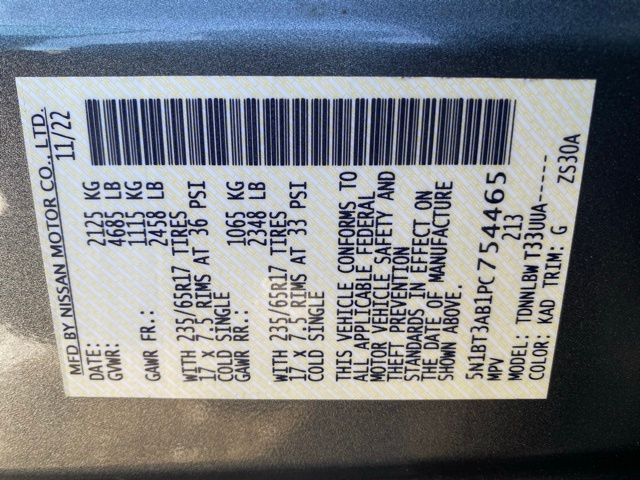 MFD BY NISSAN MOTOR CO., LTD.
DATE: 11/22
GVWR: 2125 KG
4685 LB
GAWR FR.: 1115 KG
2458 LB
WITH 235/65R17 TIRES
17 X 7.5 RIMS AT 36 PSI
COLD SINGLE
GAWR RR.: 1065 KG
2348 LB
WITH 235/65R17 TIRES
17 X 7.5 RIMS AT 33 PSI
COLD SINGLE
THIS VEHICLE CONFORMS TO
ALL APPLICABLE FEDERAL
MOTOR VEHICLE SAFETY AND
THEFT PREVENTION
STANDARDS IN EFFECT ON
THE DATE OF MANUFACTURE
SHOWN ABOVE.
5N1BT3AB1PC754465
MPV 213
MODEL: TDNNLBW T33UUA-----
COLOR: KAD TRIM: G ZS30A